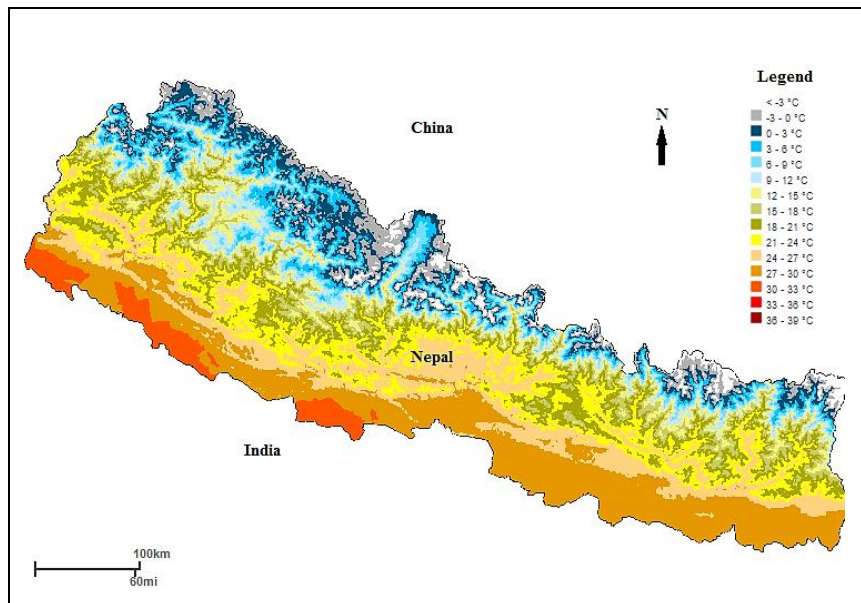 Legend
< -3 °C
-3 - 0 °C
0 - 3 °C
3 - 6 °C
6 - 9 °C
9 - 12 °C
12 - 15 °C
15 - 18 °C
18 - 21 °C
21 - 24 °C
24 - 27 °C
27 - 30 °C
30 - 33 °C
33 - 36 °C
36 - 39 °C
N
China
Nepal
India
100km
60mi